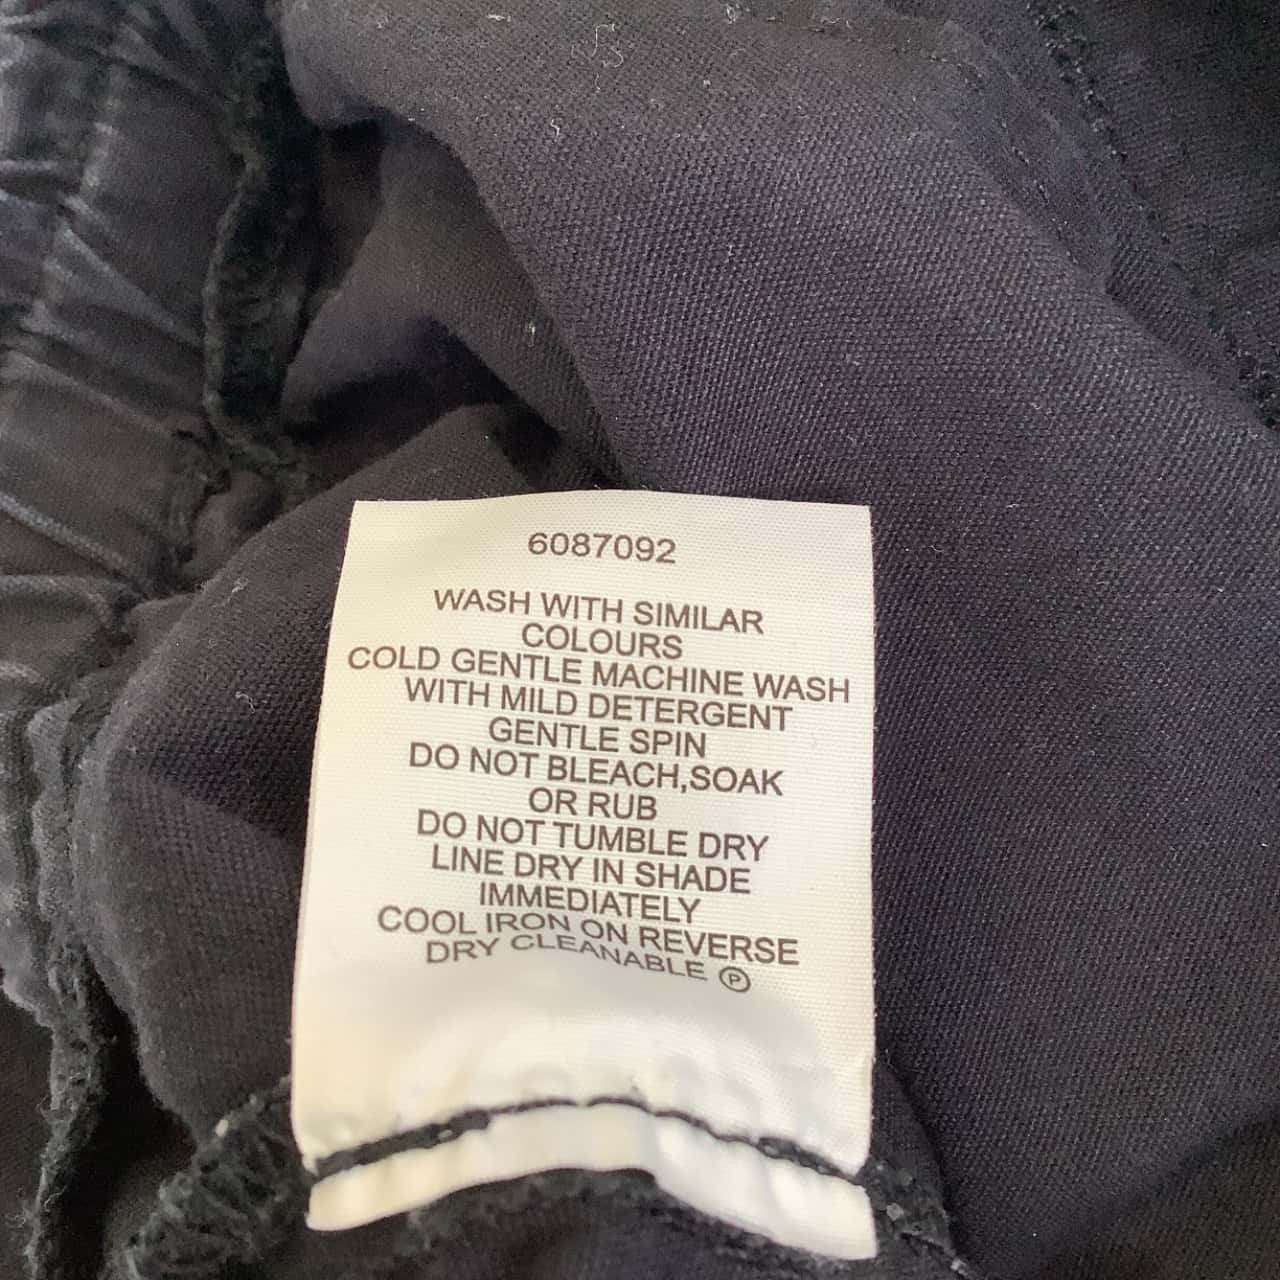 6087092
WASH WITH SIMILAR
COLOURS
COLD GENTLE MACHINE WASH
WITH MILD DETERGENT
GENTLE SPIN
DO NOT BLEACH,SOAK
OR RUB
DO NOT TUMBLE DRY
LINE DRY IN SHADE
IMMEDIATELY
COOL IRON ON REVERSE
DRY CLEANABLE Ⓟ